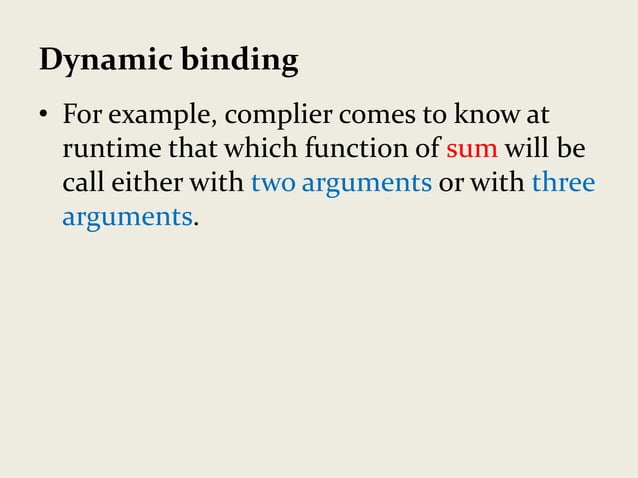 Dynamic binding
• For example, complier comes to know at
runtime that which function of sum will be
call either with two arguments or with three
arguments.